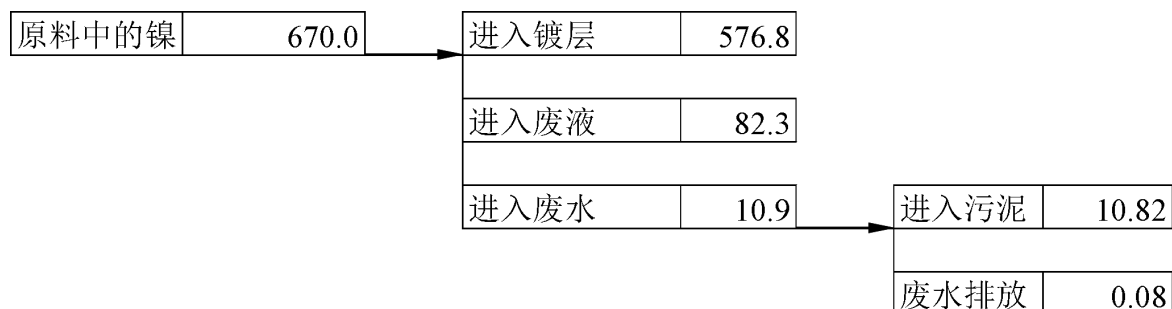 原料中的镍 670.0 进入镀层 576.8
进入废液 82.3
进入废水 10.9 进入污泥 10.82
废水排放 0.08